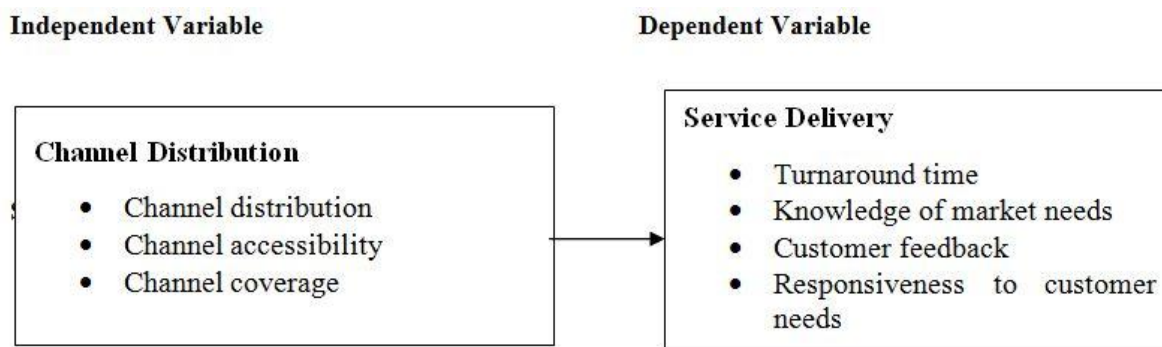 Independent Variable
Dependent Variable
Channel Distribution
• Channel distribution
• Channel accessibility
• Channel coverage
Service Delivery
• Turnaround time
• Knowledge of market needs
• Customer feedback
• Responsiveness to customer
needs